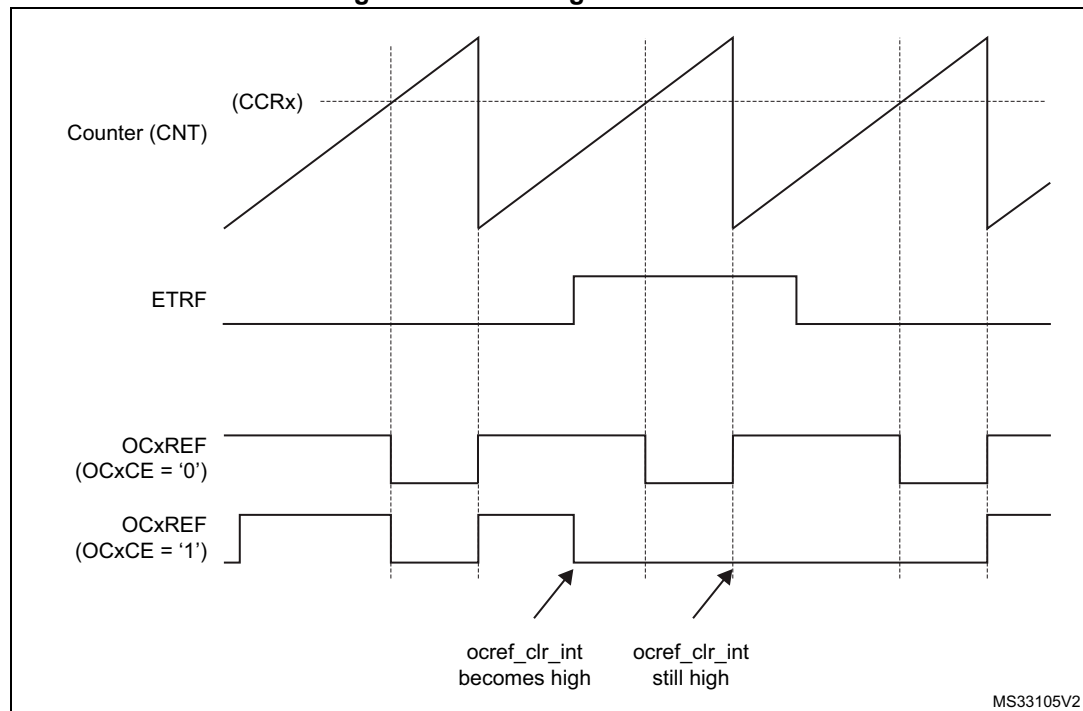 (CCRx)
Counter (CNT)
ETRF
OCxREF
(OCxCE = ‘0’)
OCxREF
(OCxCE = ‘1’)
ocref_clr_int
becomes high
ocref_clr_int
still high
MS33105V2